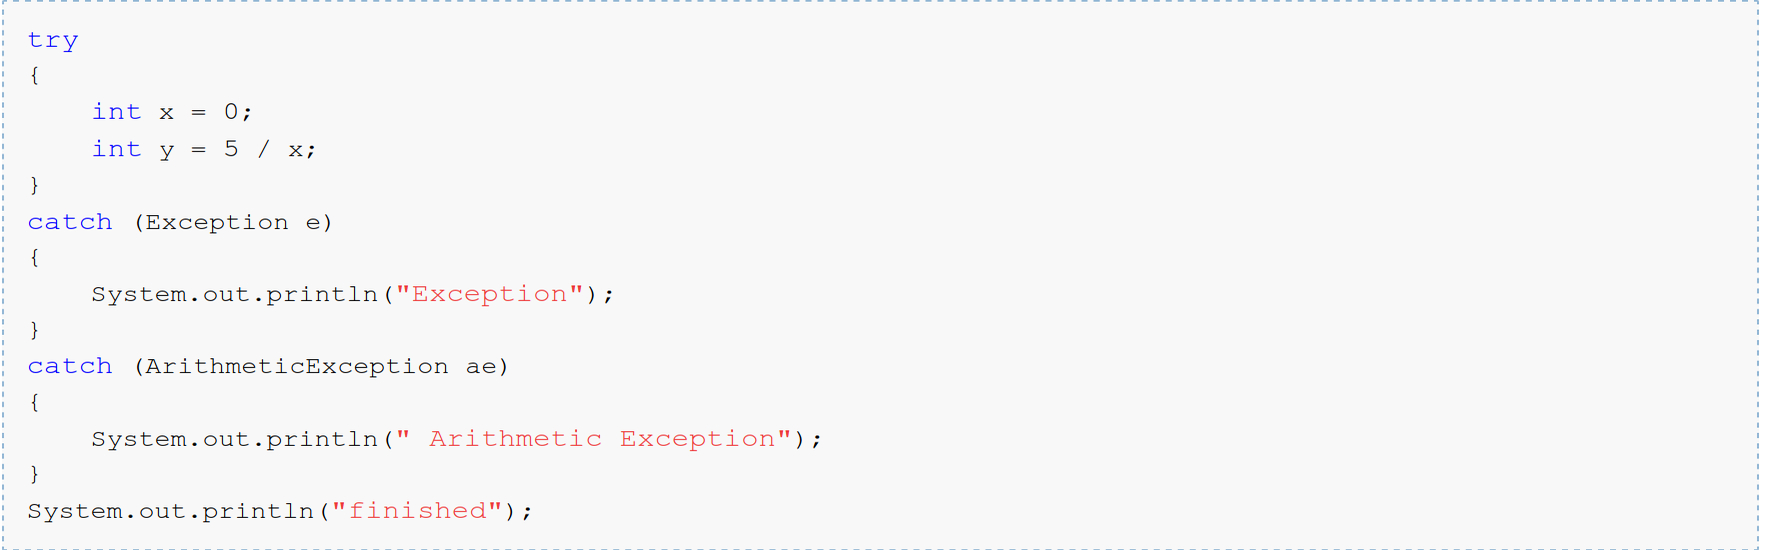 try
{
    int x = 0;
    int y = 5 / x;
}
catch (Exception e)
{
    System.out.println("Exception");
}
catch (ArithmeticException ae)
{
    System.out.println(" Arithmetic Exception");
}
System.out.println("finished");